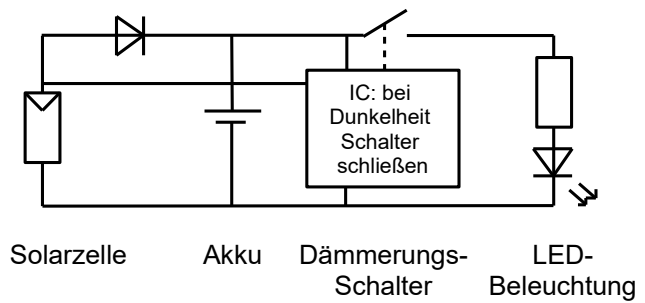 IC: bei
Dunkelheit
Schalter
schließen
Solarzelle
Akku
Dämmerungs-
Schalter
LED-
Beleuchtung